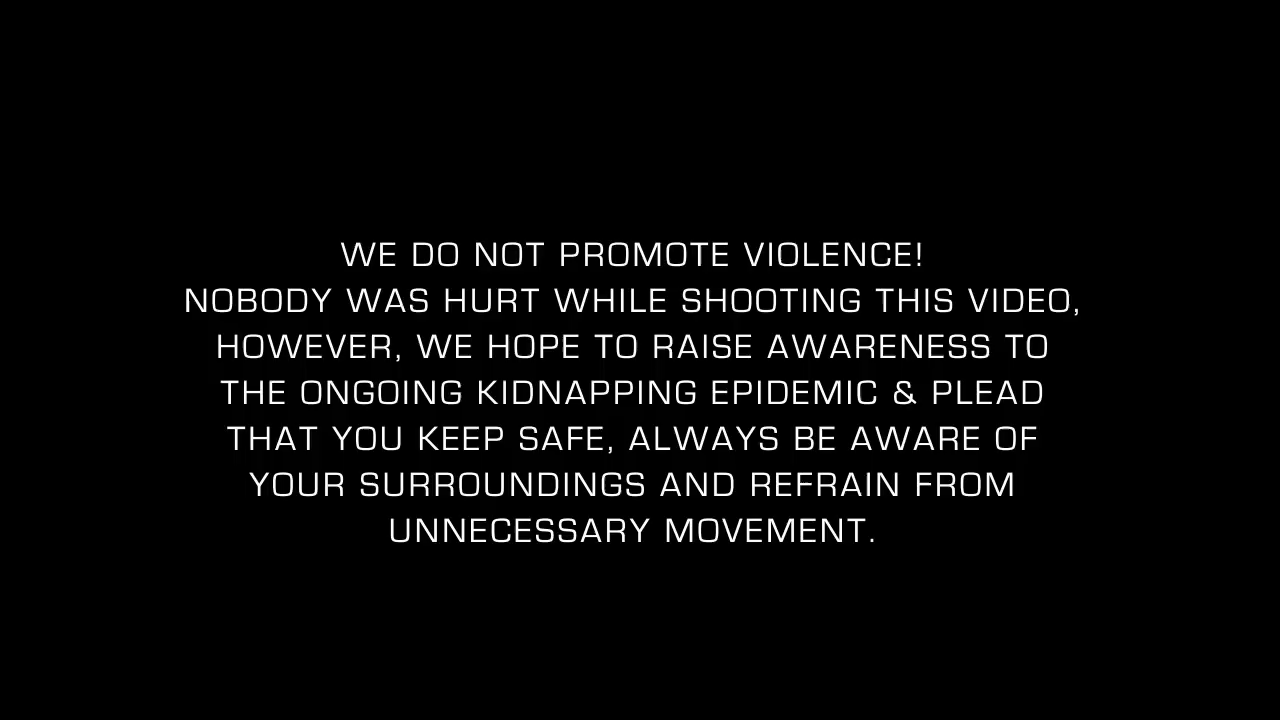 WE DO NOT PROMOTE VIOLENCE!
NOBODY WAS HURT WHILE SHOOTING THIS VIDEO,
HOWEVER, WE HOPE TO RAISE AWARENESS TO
THE ONGOING KIDNAPPING EPIDEMIC & PLEAD
THAT YOU KEEP SAFE, ALWAYS BE AWARE OF
YOUR SURROUNDINGS AND REFRAIN FROM
UNNECESSARY MOVEMENT.